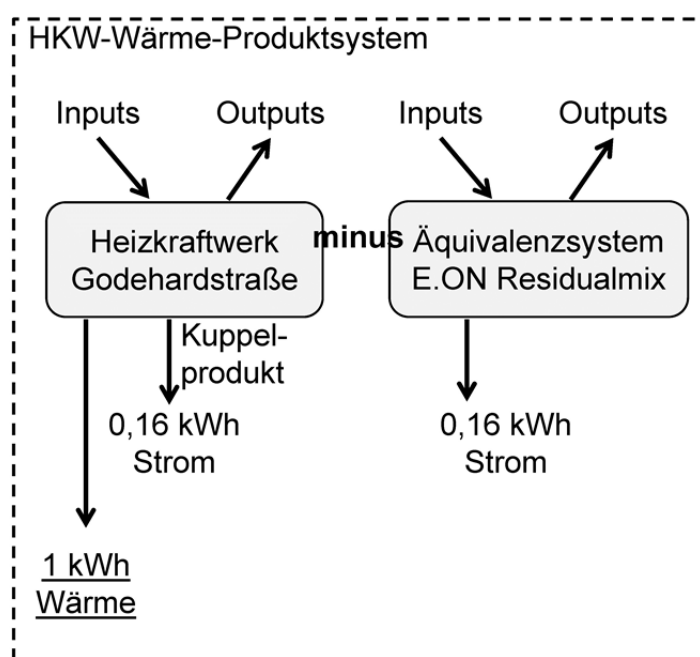 HKW-Wärme-Produktsystem
Inputs
Outputs
Inputs
Outputs
Heizkraftwerk
Godehardstraße
minus
Äquivalenzsystem
E.ON Residualmix
Kuppel-
produkt
0,16 kWh
Strom
0,16 kWh
Strom
1 kWh
Wärme